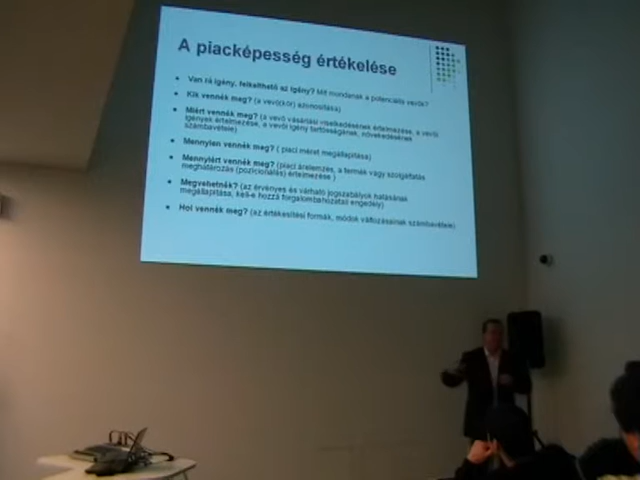 A piacképesség értékelése
• Van rá igény, felkelthető az igény? Mit mondanak a potenciális vevők?
• Kik vennék meg? (a vevő(kör) azonosítása)
• Miért vennék meg? (a vevő vásárlási viselkedésének értelmezése, a vevői
igények értelmezése, a vevői igény tartósságának, növekedésének
számbavétele)
• Mennyien vennék meg? ( piaci méret megállapítása)
• Mennyiért vennék meg? (piaci árelemzés, a termék vagy szolgáltatás
meghatározás (pozícionálás) értelmezése )
• Megvehetnék? (az érvényes és várható jogszabályok hatásának
megállapítása, kell-e hozzá forgalombahozatali engedély)
• Hol vennék meg? (az értékesítési formák, módok változásainak számbavétele)